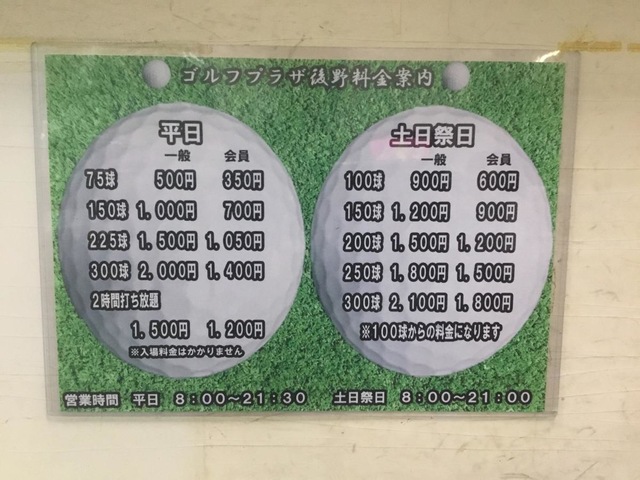 ゴルフプラザ後野料金案内
平日
一般 会員
75球 500円 350円
150球 1,000円 700円
225球 1,500円 1,050円
300球 2,000円 1,400円
2時間打ち放題
1,500円 1,200円
※入場料金はかかりません
土日祭日
一般 会員
100球 900円 600円
150球 1,200円 900円
200球 1,500円 1,200円
250球 1,800円 1,500円
300球 2,100円 1,800円
※100球からの料金になります
営業時間 平日 8:00〜21:30 土日祭日 8:00〜21:00